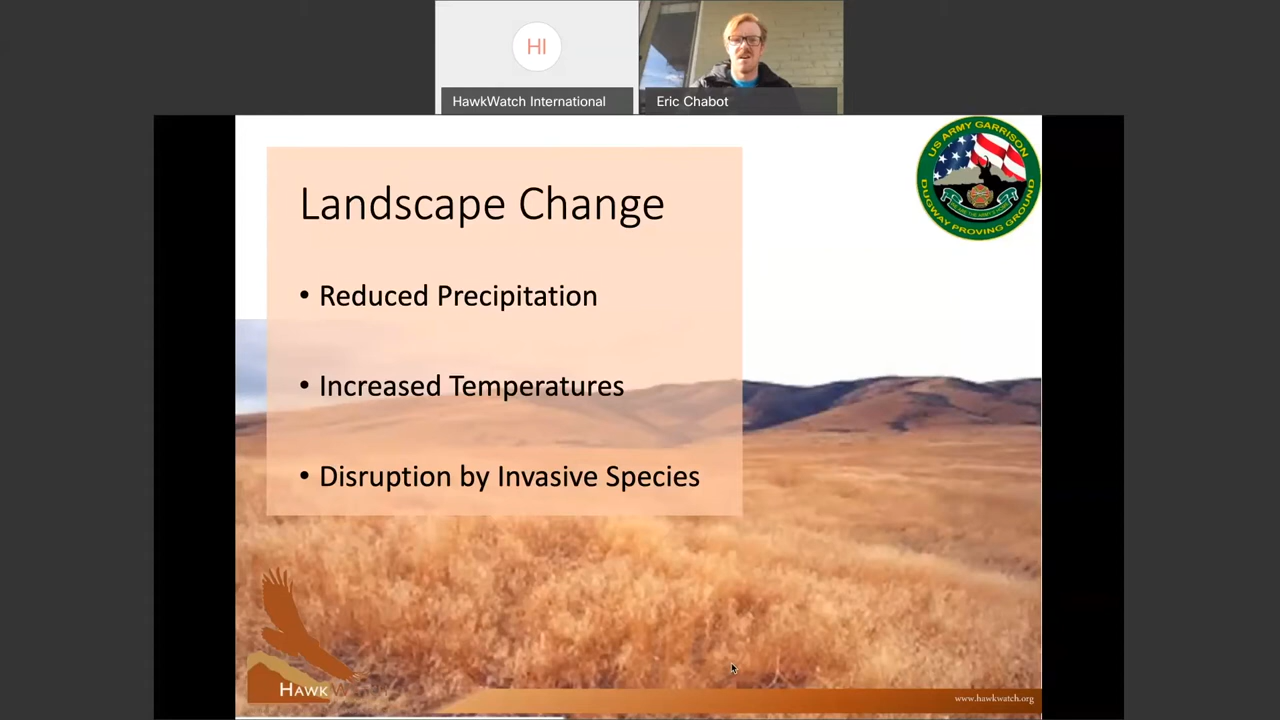 HI
HawkWatch International
Eric Chabot
US ARMY GARRISON
DUGWAY PROVING GROUND
Landscape Change
• Reduced Precipitation
• Increased Temperatures
• Disruption by Invasive Species
HAWK
www.hawkwatch.org